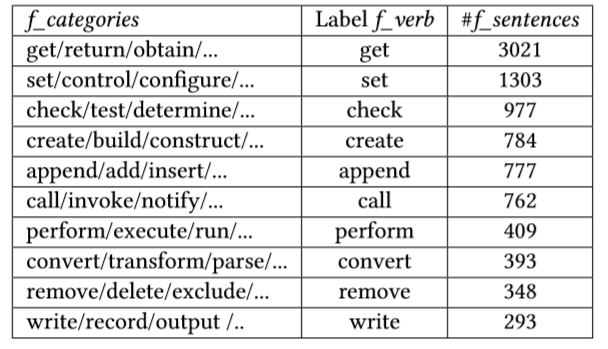 f_categories Label f_verb #f_sentences
get/return/obtain/... get 3021
set/control/configure/... set 1303
check/test/determine/... check 977
create/build/construct/... create 784
append/add/insert/... append 777
call/invoke/notify/... call 762
perform/execute/run/... perform 409
convert/transform/parse/... convert 393
remove/delete/exclude/... remove 348
write/record/output /.. write 293